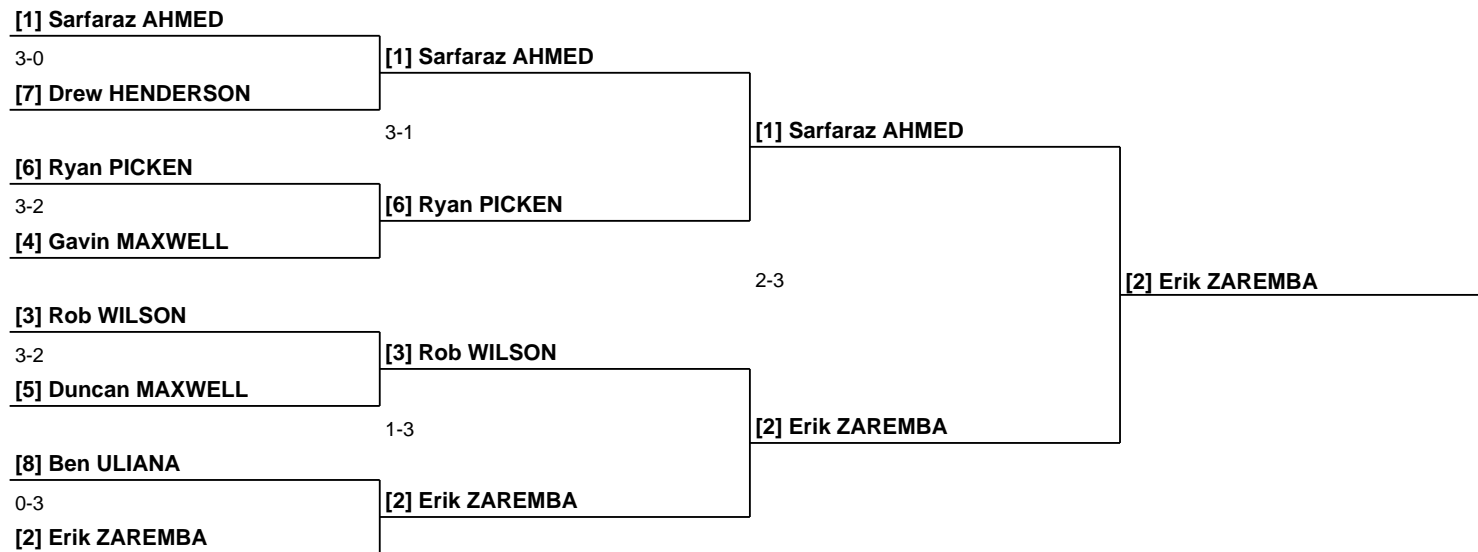 [1] Sarfaraz AHMED
3-0
[1] Sarfaraz AHMED
[7] Drew HENDERSON
3-1
[1] Sarfaraz AHMED
[6] Ryan PICKEN
3-2
[6] Ryan PICKEN
[4] Gavin MAXWELL
2-3
[2] Erik ZAREMBA
[3] Rob WILSON
3-2
[3] Rob WILSON
[5] Duncan MAXWELL
1-3
[2] Erik ZAREMBA
[8] Ben ULIANA
0-3
[2] Erik ZAREMBA
[2] Erik ZAREMBA